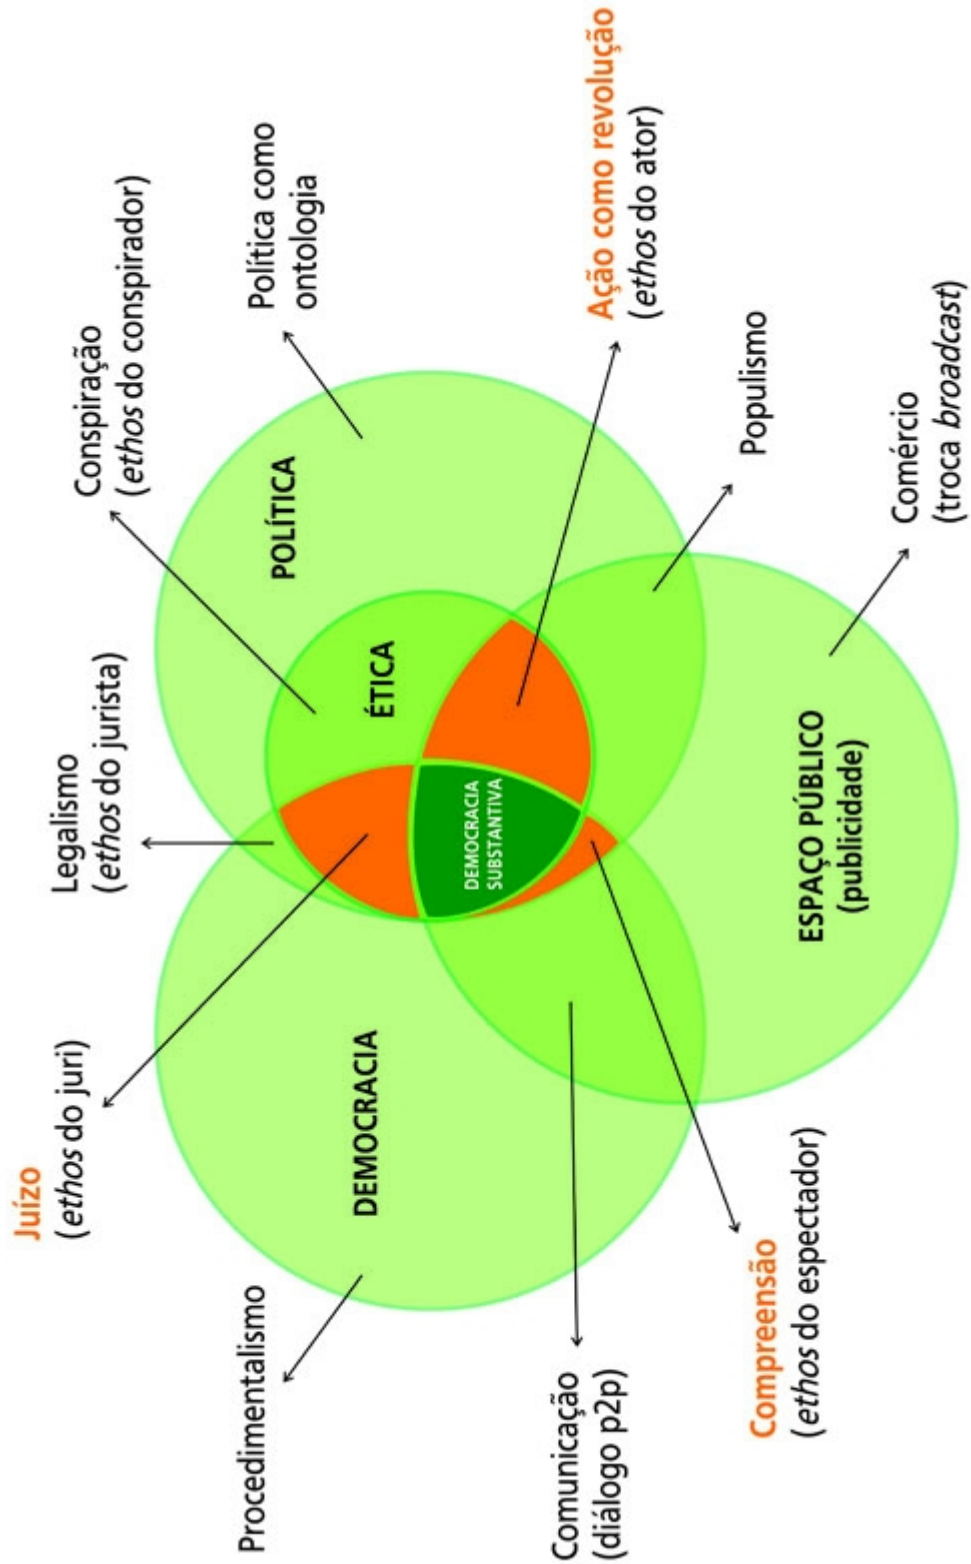 Juízo
(ethos do juri)
Legalismo
(ethos do jurista)
Conspiração
(ethos do conspirador)
Procedimentalismo
Política como
ontologia
POLÍTICA
DEMOCRACIA
ÉTICA
DEMOCRACIA
SUBSTANTIVA
Ação como revolução
(ethos do ator)
Comunicação
(diálogo p2p)
Populismo
Compreensão
(ethos do espectador)
ESPAÇO PÚBLICO
(publicidade)
Comércio
(troca broadcast)